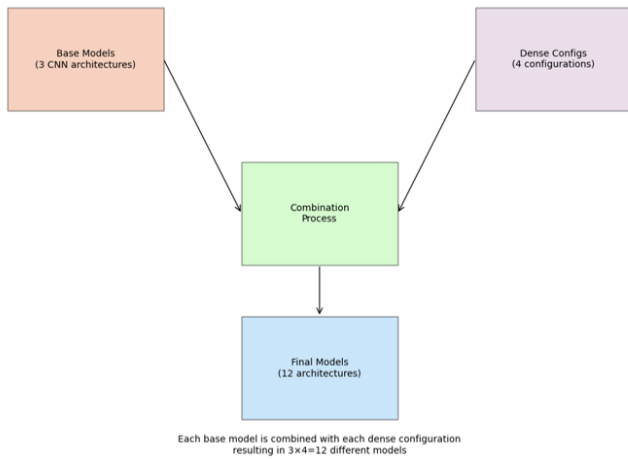 Base Models
(3 CNN architectures)
Dense Configs
(4 configurations)
Combination
Process
Final Models
(12 architectures)
Each base model is combined with each dense configuration
resulting in 3×4=12 different models